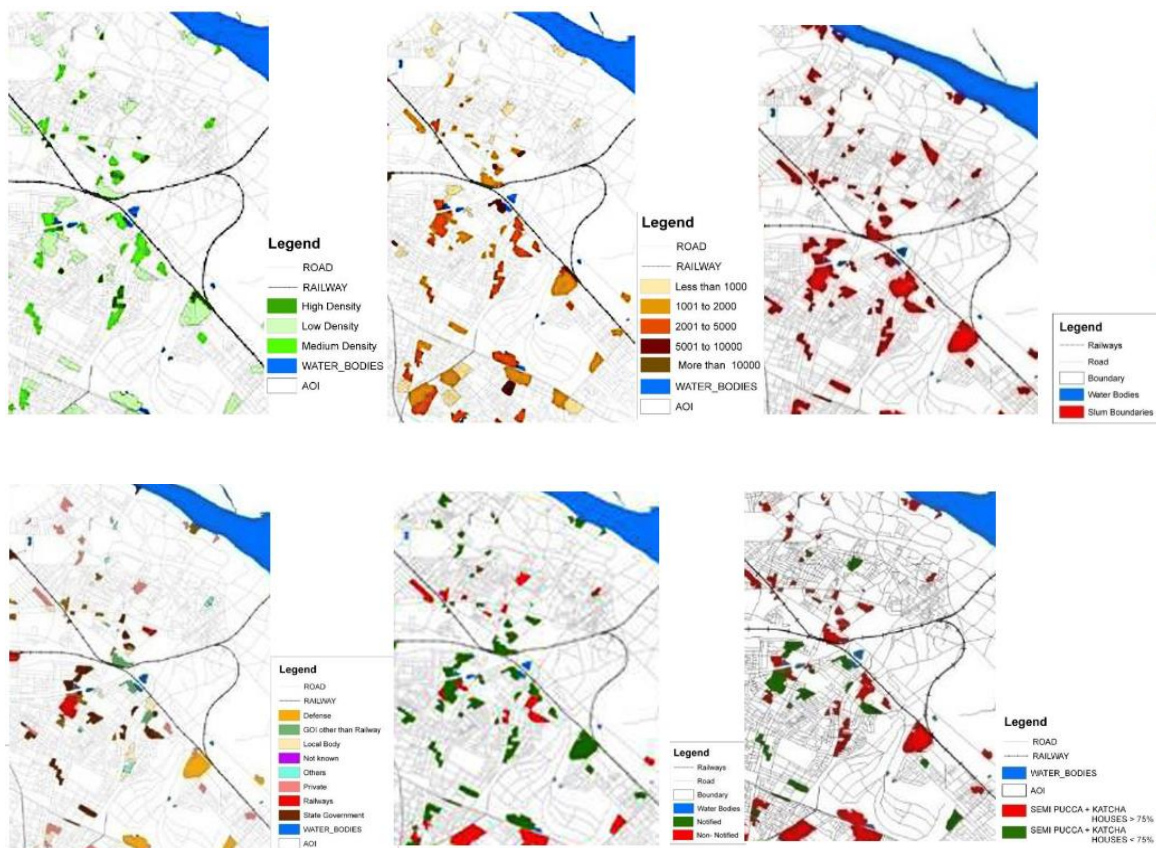 Legend
ROAD
RAILWAY
High Density
Low Density
Medium Density
WATER_BODIES
AOI
Legend
ROAD
RAILWAY
Less than 1000
1001 to 2000
2001 to 5000
5001 to 10000
More than 10000
WATER_BODIES
AOI
Legend
Railways
Road
Boundary
Water Bodies
Slum Boundaries
Legend
ROAD
RAILWAY
Defense
GOI other than Railway
Local Body
Not known
Others
Private
Railways
State Government
WATER_BODIES
AOI
Legend
Railways
Road
Boundary
Water Bodies
Notified
Non- Notified
Legend
ROAD
RAILWAY
WATER_BODIES
AOI
SEMI PUCCA + KATCHA
HOUSES > 75%
SEMI PUCCA + KATCHA
HOUSES < 75%